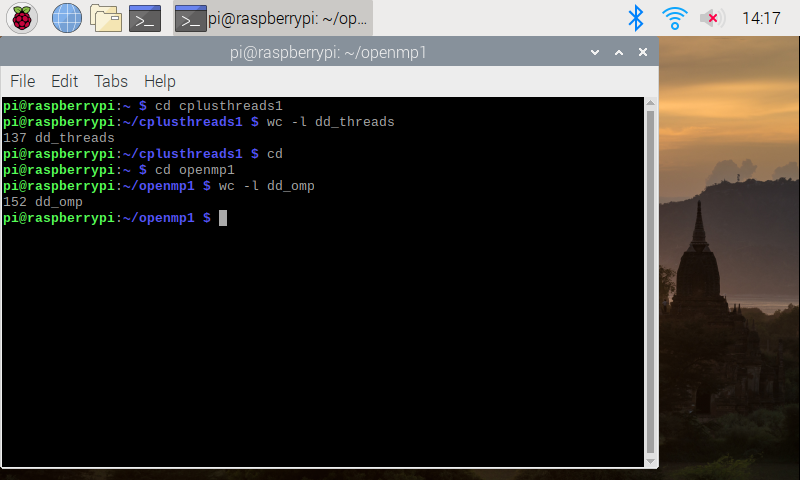 pi@raspberrypi: ~/op...
14:17
pi@raspberrypi: ~/openmp1
File Edit Tabs Help
pi@raspberrypi:~ $ cd cplusthreads1
pi@raspberrypi:~/cplusthreads1 $ wc -l dd_threads
137 dd_threads
pi@raspberrypi:~/cplusthreads1 $ cd
pi@raspberrypi:~ $ cd openmp1
pi@raspberrypi:~/openmp1 $ wc -l dd_omp
152 dd_omp
pi@raspberrypi:~/openmp1 $